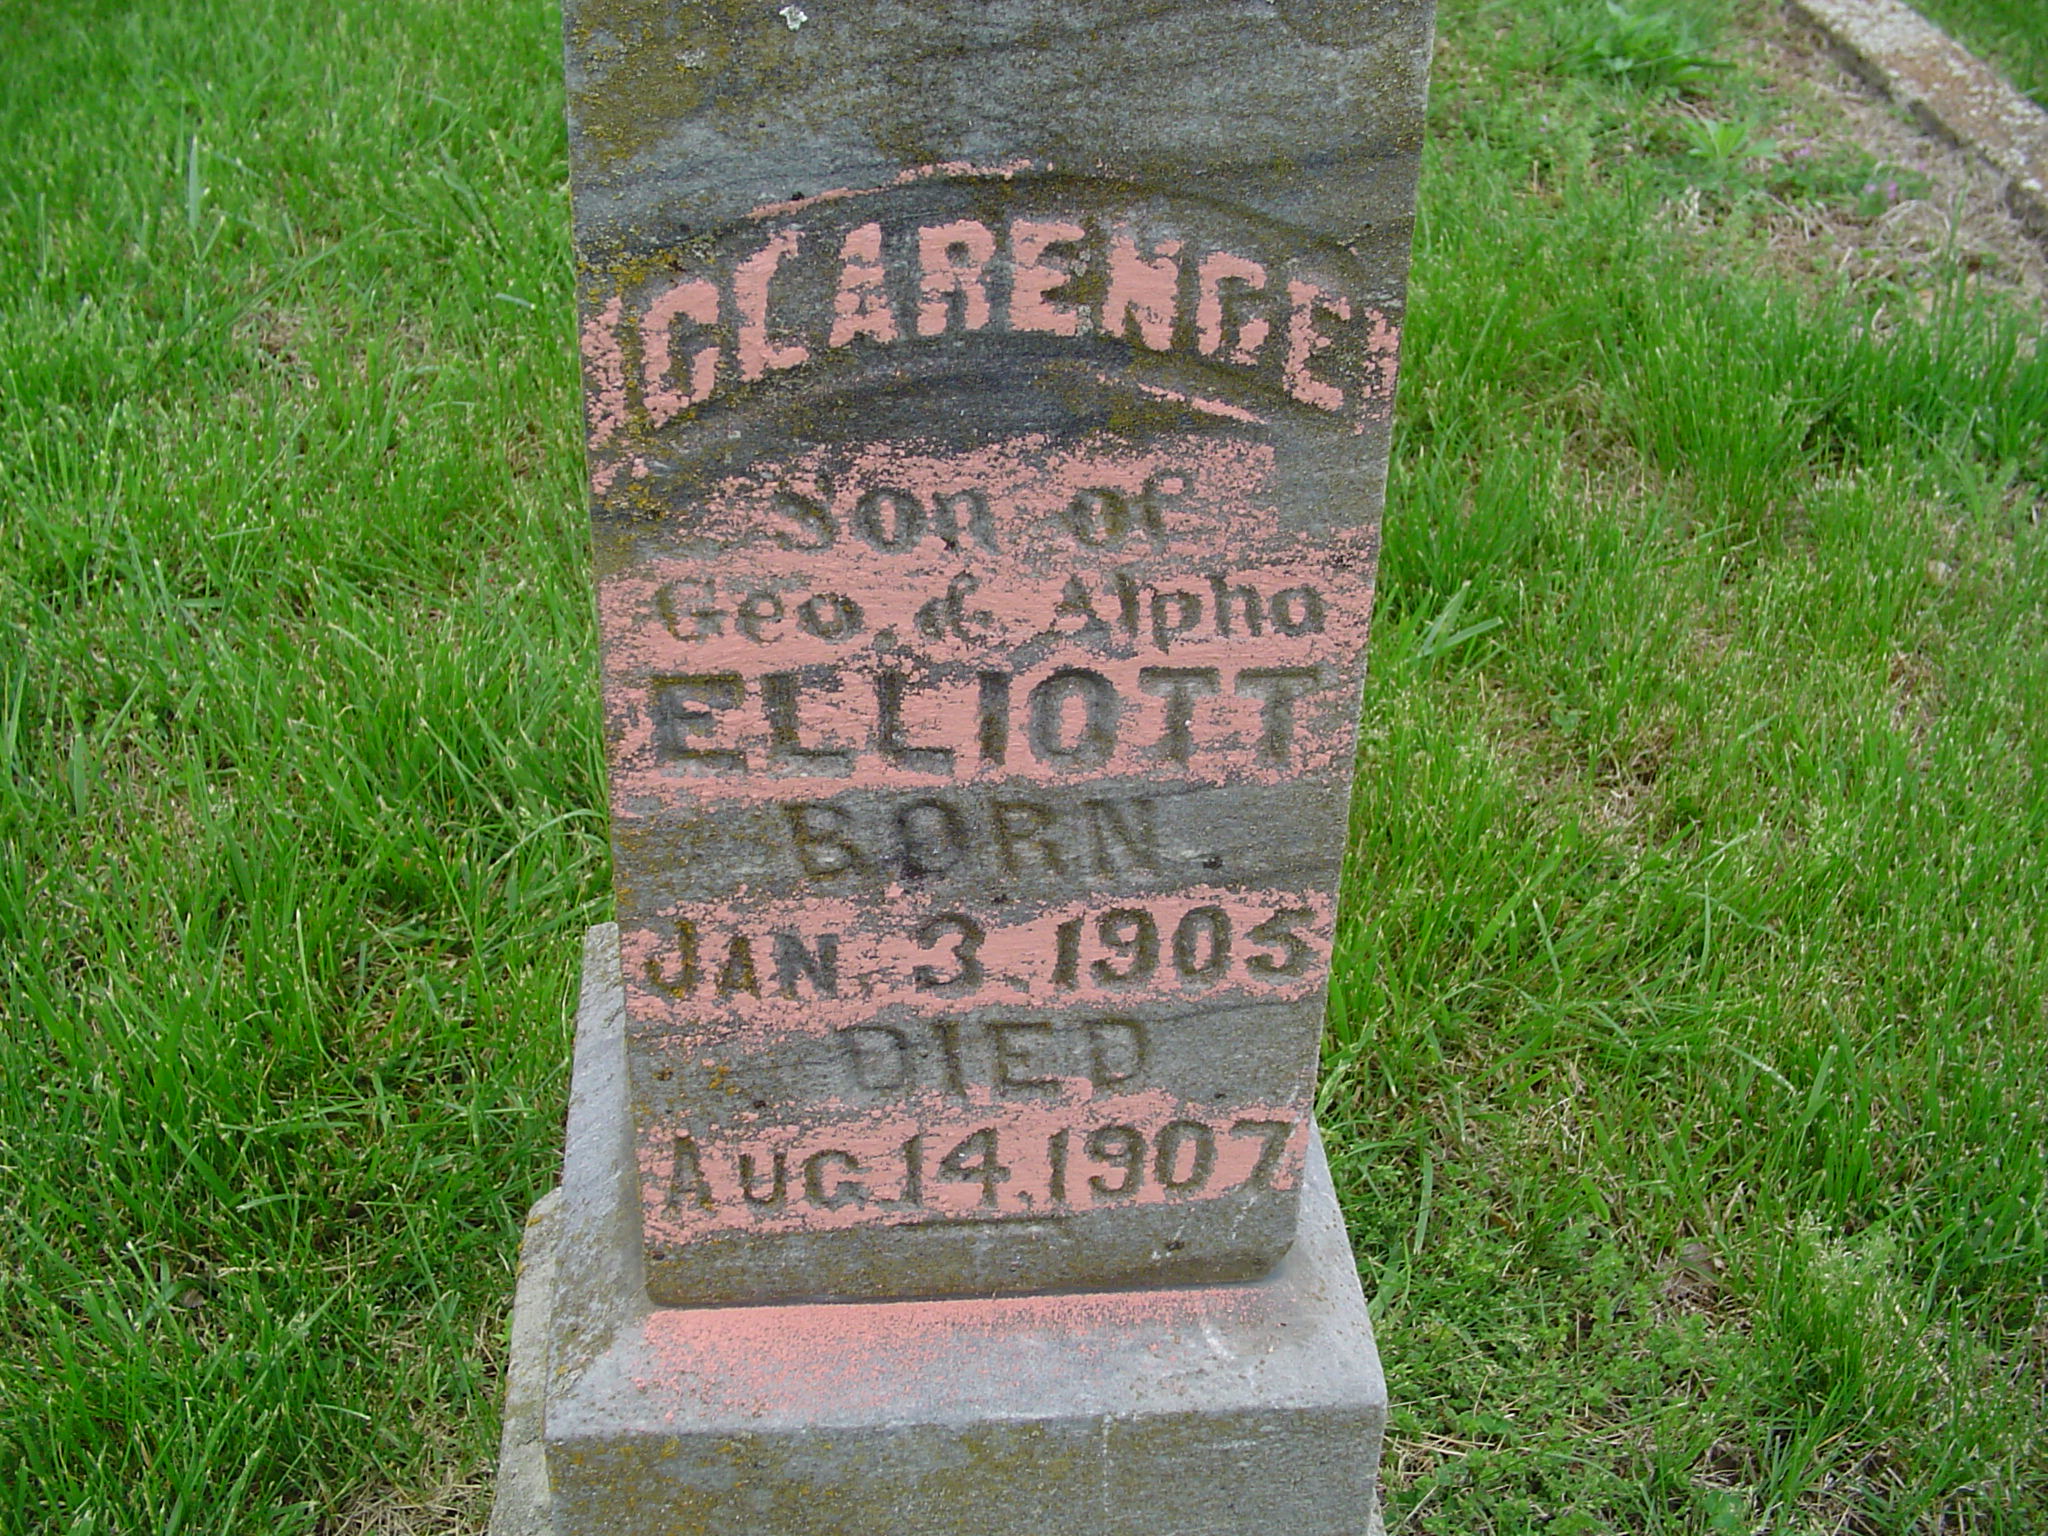 CLARENCE
Son of
Geo. & Alpha
ELLIOTT
BORN
JAN. 3, 1905
DIED
AUG. 14, 1907